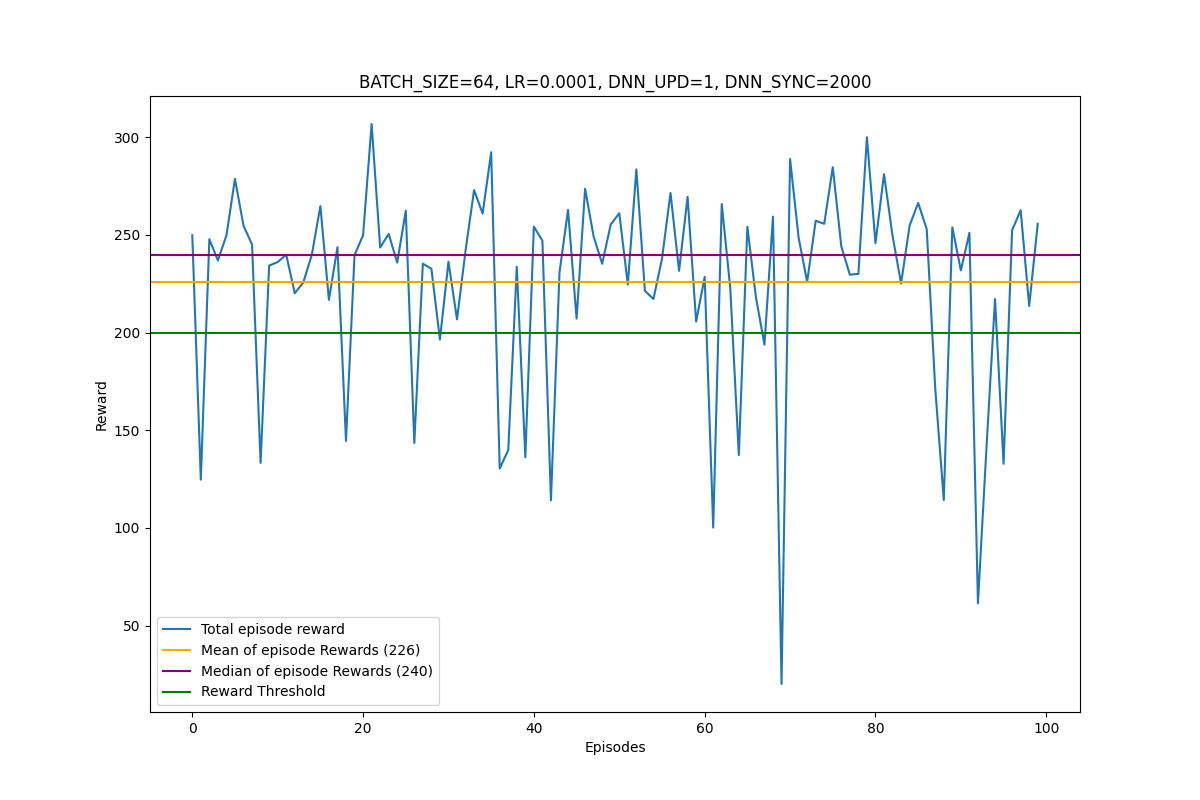 BATCH_SIZE=64, LR=0.0001, DNN_UPD=1, DNN_SYNC=2000
300
250
200
150
100
50
Reward
Total episode reward
Mean of episode Rewards (226)
Median of episode Rewards (240)
Reward Threshold
0 20 40 60 80 100
Episodes